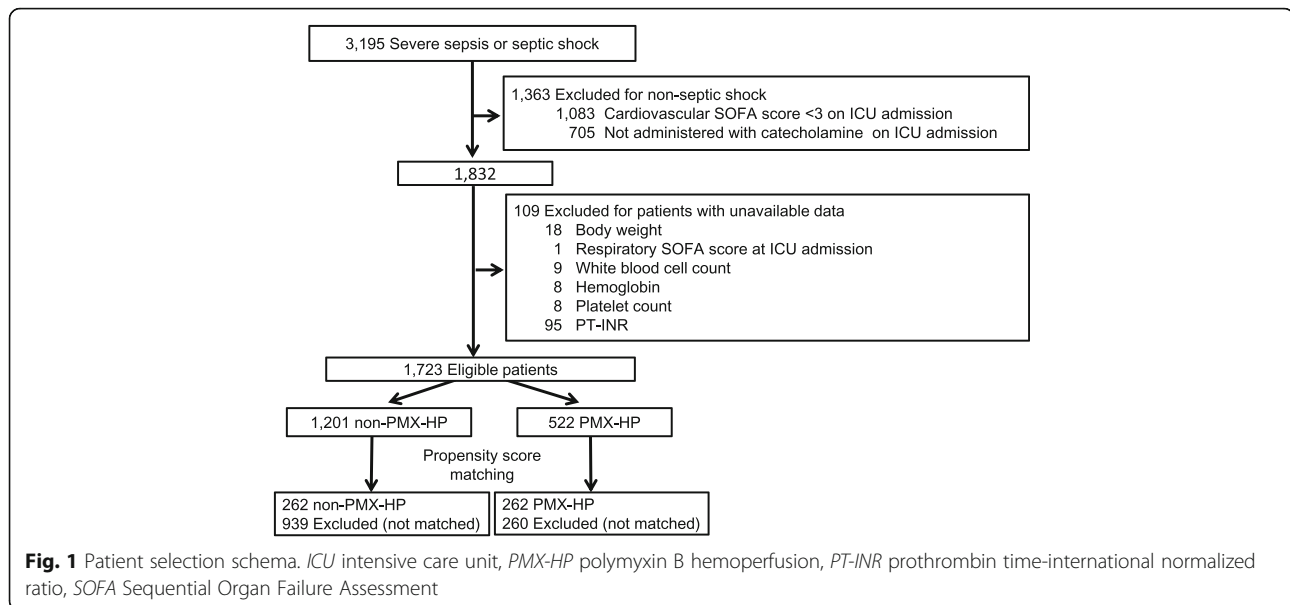 3,195 Severe sepsis or septic shock
1,363 Excluded for non-septic shock
1,083 Cardiovascular SOFA score <3 on ICU admission
705 Not administered with catecholamine on ICU admission
1,832
109 Excluded for patients with unavailable data
18 Body weight
1 Respiratory SOFA score at ICU admission
9 White blood cell count
8 Hemoglobin
8 Platelet count
95 PT-INR
1,723 Eligible patients
1,201 non-PMX-HP
522 PMX-HP
Propensity score
matching
262 non-PMX-HP
939 Excluded (not matched)
262 PMX-HP
260 Excluded (not matched)
Fig. 1 Patient selection schema. ICU intensive care unit, PMX-HP polymyxin B hemoperfusion, PT-INR prothrombin time-international normalized
ratio, SOFA Sequential Organ Failure Assessment